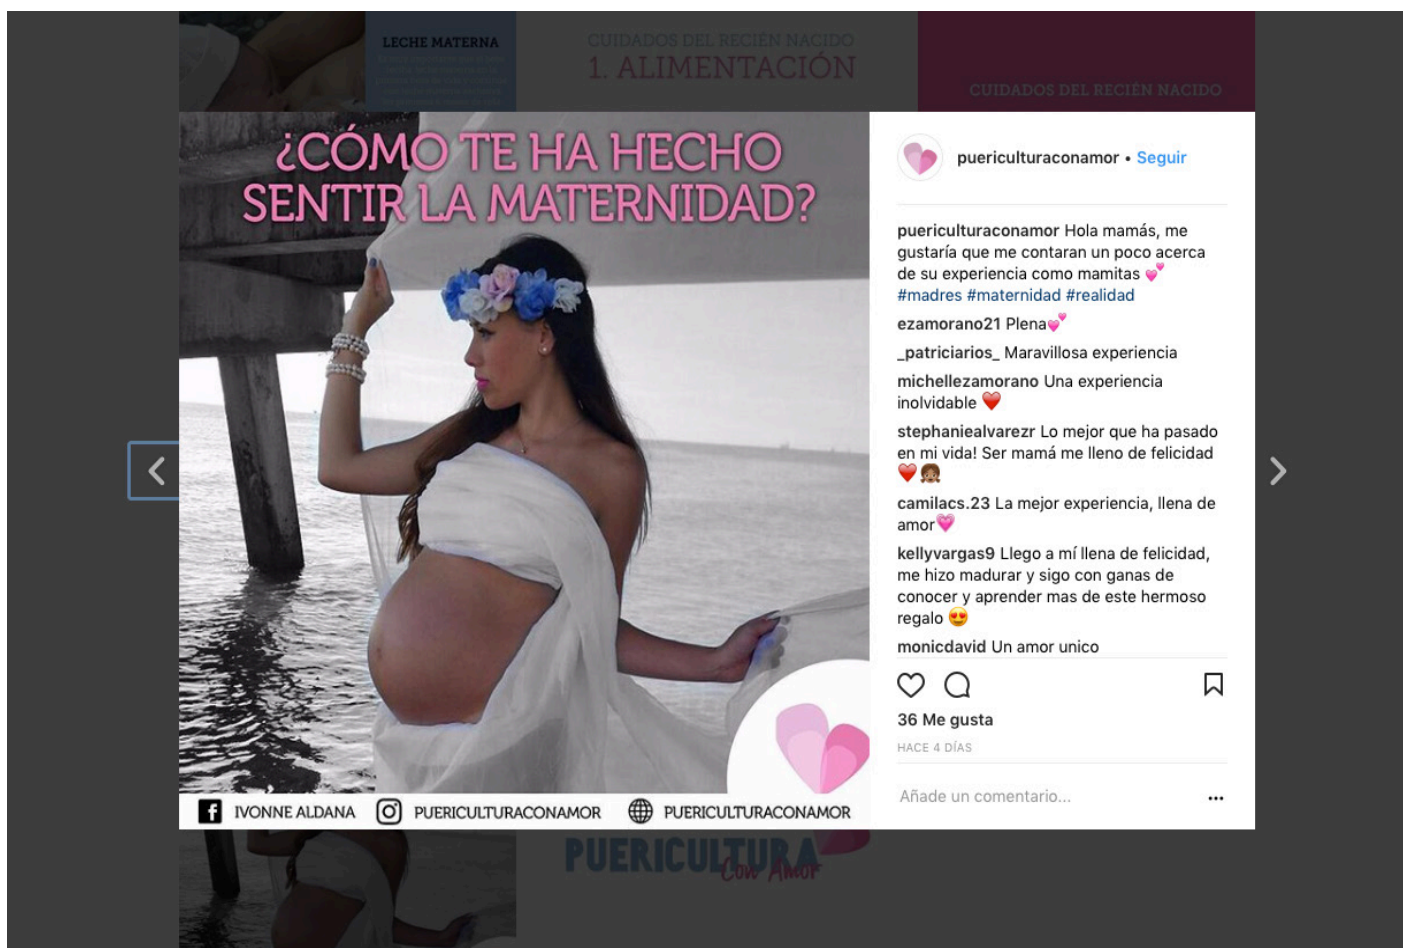 LECHE MATERNA
CUIDADOS DEL RECIÉN NACIDO
1. ALIMENTACIÓN
CUIDADOS DEL RECIÉN NACIDO
¿CÓMO TE HA HECHO
SENTIR LA MATERNIDAD?
IVONNE ALDANA
PUERICULTURACONAMOR
PUERICULTURACONAMOR
puericulturaconamor • Seguir
puericulturaconamor Hola mamás, me
gustaría que me contaran un poco acerca
de su experiencia como mamitas 💕
#madres #maternidad #realidad
ezamorano21 Plena💕
_patriciarios_ Maravillosa experiencia
michellezamorano Una experiencia
inolvidable ❤️
stephaniealvarezr Lo mejor que ha pasado
en mi vida! Ser mamá me lleno de felicidad
❤️👧🏽
camilacs.23 La mejor experiencia, llena de
amor💗
kellyvargas9 Llego a mí llena de felicidad,
me hizo madurar y sigo con ganas de
conocer y aprender mas de este hermoso
regalo 😍
monicdavid Un amor unico
36 Me gusta
HACE 4 DÍAS
Añade un comentario...
PUERICULTURA
Con Amor